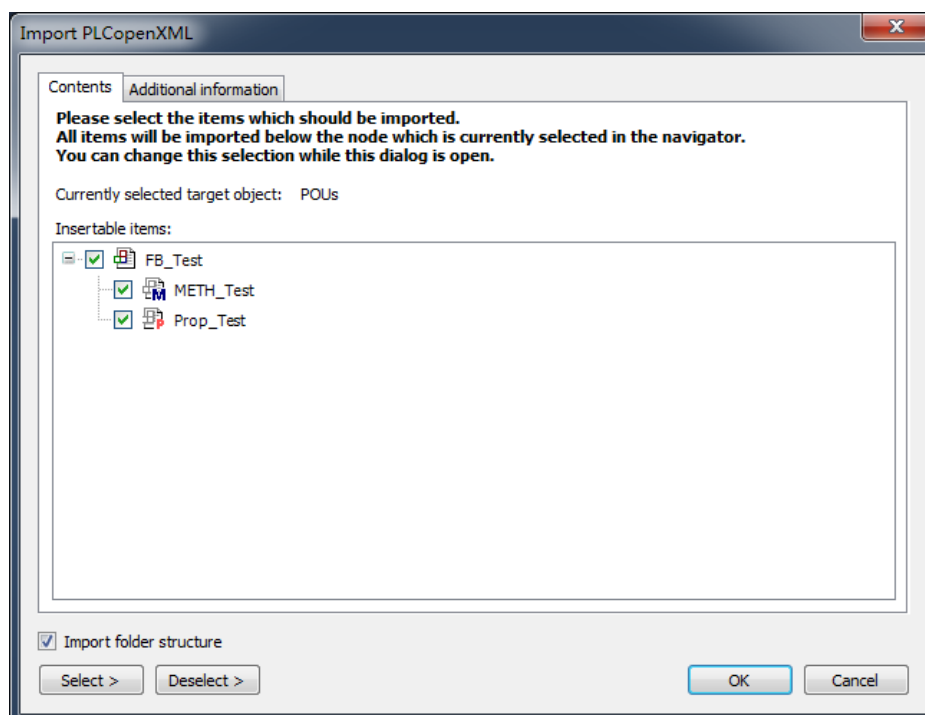 Import PLCopenXML
Contents Additional information
Please select the items which should be imported.
All items will be imported below the node which is currently selected in the navigator.
You can change this selection while this dialog is open.
Currently selected target object: POUs
Insertable items:
FB_Test
METH_Test
Prop_Test
Import folder structure
Select > Deselect > OK Cancel